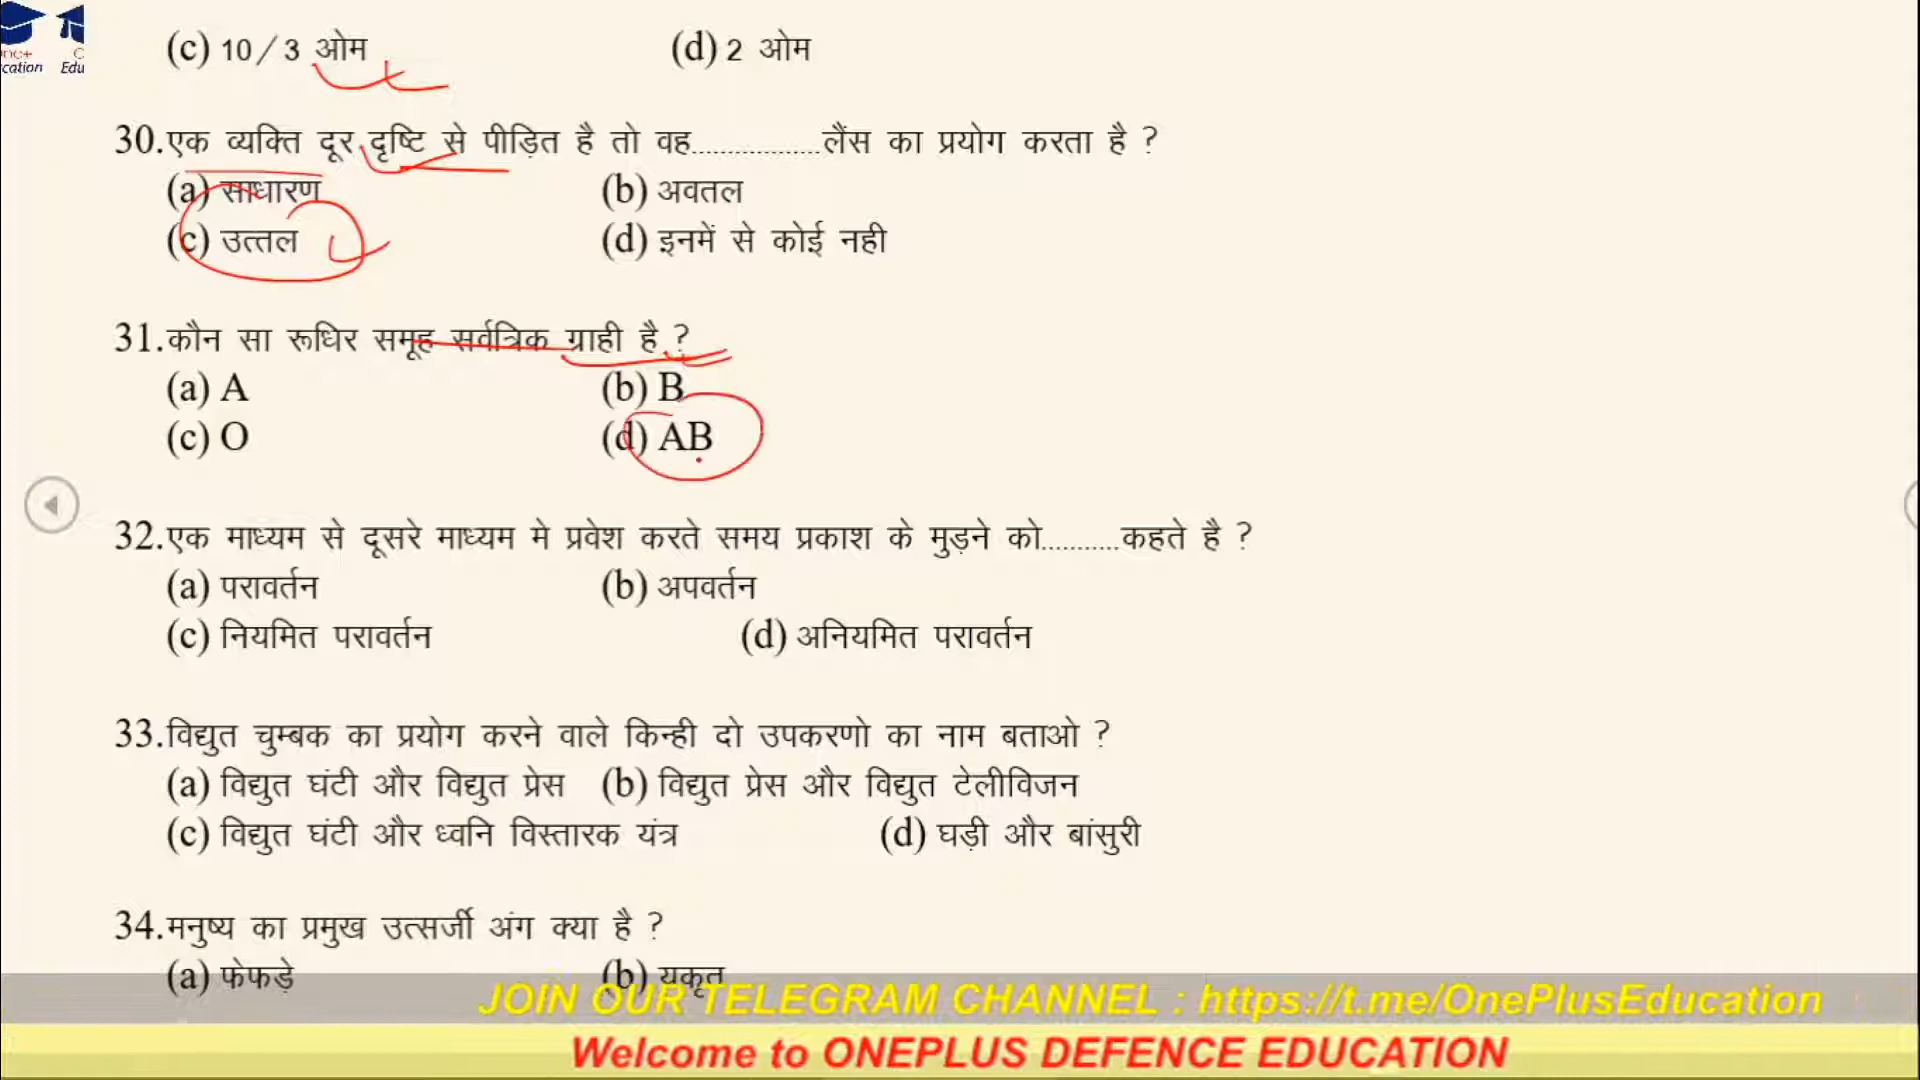 cation Edu
(c) 10 / 3 ओम (d) 2 ओम
30.एक व्यक्ति दूर दृष्टि से पीड़ित है तो वह..................लैंस का प्रयोग करता है ?
(a) साधारण (b) अवतल
(c) उत्तल (d) इनमें से कोई नही
31.कौन सा रूधिर समूह सर्वत्रिक ग्राही है ?
(a) A (b) B
(c) O (d) AB
32.एक माध्यम से दूसरे माध्यम मे प्रवेश करते समय प्रकाश के मुड़ने को...........कहते है ?
(a) परावर्तन (b) अपवर्तन
(c) नियमित परावर्तन (d) अनियमित परावर्तन
33.विद्युत चुम्बक का प्रयोग करने वाले किन्ही दो उपकरणो का नाम बताओ ?
(a) विद्युत घंटी और विद्युत प्रेस (b) विद्युत प्रेस और विद्युत टेलीविजन
(c) विद्युत घंटी और ध्वनि विस्तारक यंत्र (d) घड़ी और बांसुरी
34.मनुष्य का प्रमुख उत्सर्जी अंग क्या है ?
(a) फेफड़े (b) यकृत
JOIN OUR TELEGRAM CHANNEL : https://t.me/OnePlusEducation
Welcome to ONEPLUS DEFENCE EDUCATION